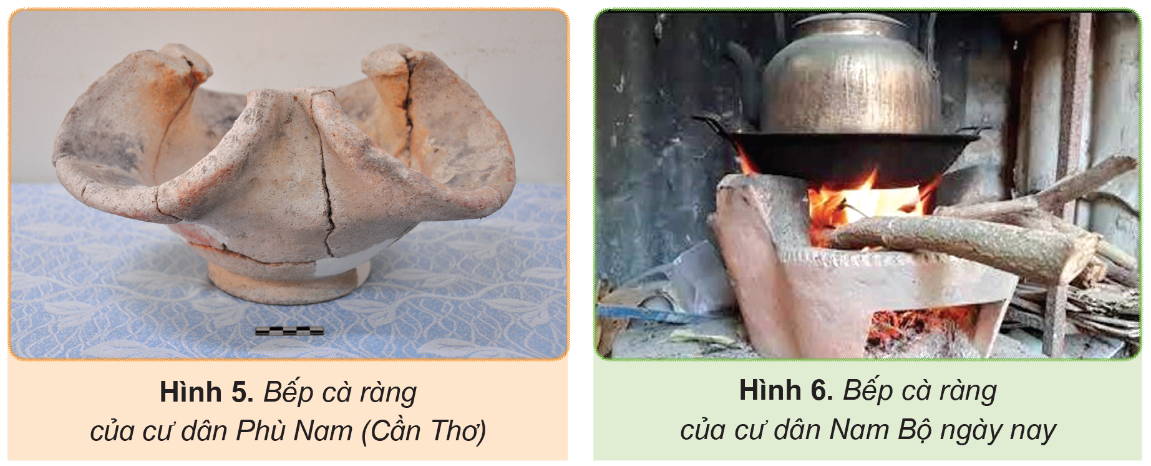 Hình 5. Bếp cà ràng
của cư dân Phù Nam (Cần Thơ)
Hình 6. Bếp cà ràng
của cư dân Nam Bộ ngày nay